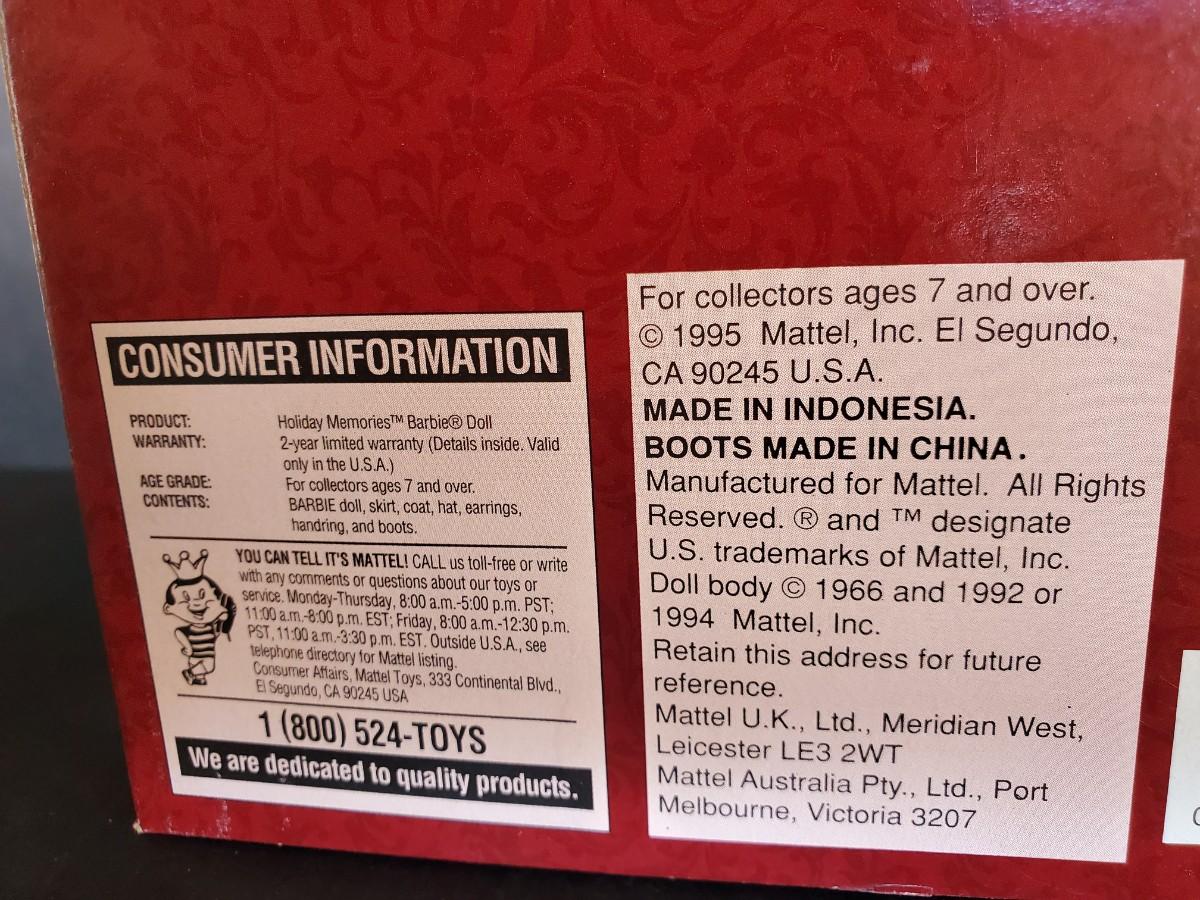 CONSUMER INFORMATION
PRODUCT: Holiday Memories™ Barbie® Doll
WARRANTY: 2-year limited warranty (Details inside. Valid
only in the U.S.A.)
AGE GRADE: For collectors ages 7 and over.
CONTENTS: BARBIE doll, skirt, coat, hat, earrings,
handring, and boots.
YOU CAN TELL IT'S MATTEL! CALL us toll-free or write
with any comments or questions about our toys or
service. Monday-Thursday, 8:00 a.m.-5:00 p.m. PST;
11:00 a.m.-8:00 p.m. EST; Friday, 8:00 a.m.-12:30 p.m.
PST, 11:00 a.m.-3:30 p.m. EST. Outside U.S.A., see
telephone directory for Mattel listing.
Consumer Affairs, Mattel Toys, 333 Continental Blvd.,
El Segundo, CA 90245 USA
1 (800) 524-TOYS
We are dedicated to quality products.
For collectors ages 7 and over.
© 1995 Mattel, Inc. El Segundo,
CA 90245 U.S.A.
MADE IN INDONESIA.
BOOTS MADE IN CHINA.
Manufactured for Mattel. All Rights
Reserved. ® and ™ designate
U.S. trademarks of Mattel, Inc.
Doll body © 1966 and 1992 or
1994 Mattel, Inc.
Retain this address for future
reference.
Mattel U.K., Ltd., Meridian West,
Leicester LE3 2WT
Mattel Australia Pty., Ltd., Port
Melbourne, Victoria 3207